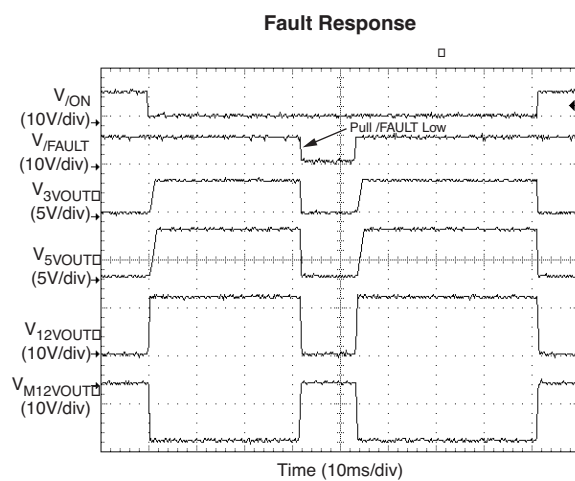 Fault Response
V/ON
(10V/div)
V/FAULT
(10V/div)
Pull /FAULT Low
V3VOUT
(5V/div)
V5VOUT
(5V/div)
V12VOUT
(10V/div)
VM12VOUT
(10V/div)
Time (10ms/div)